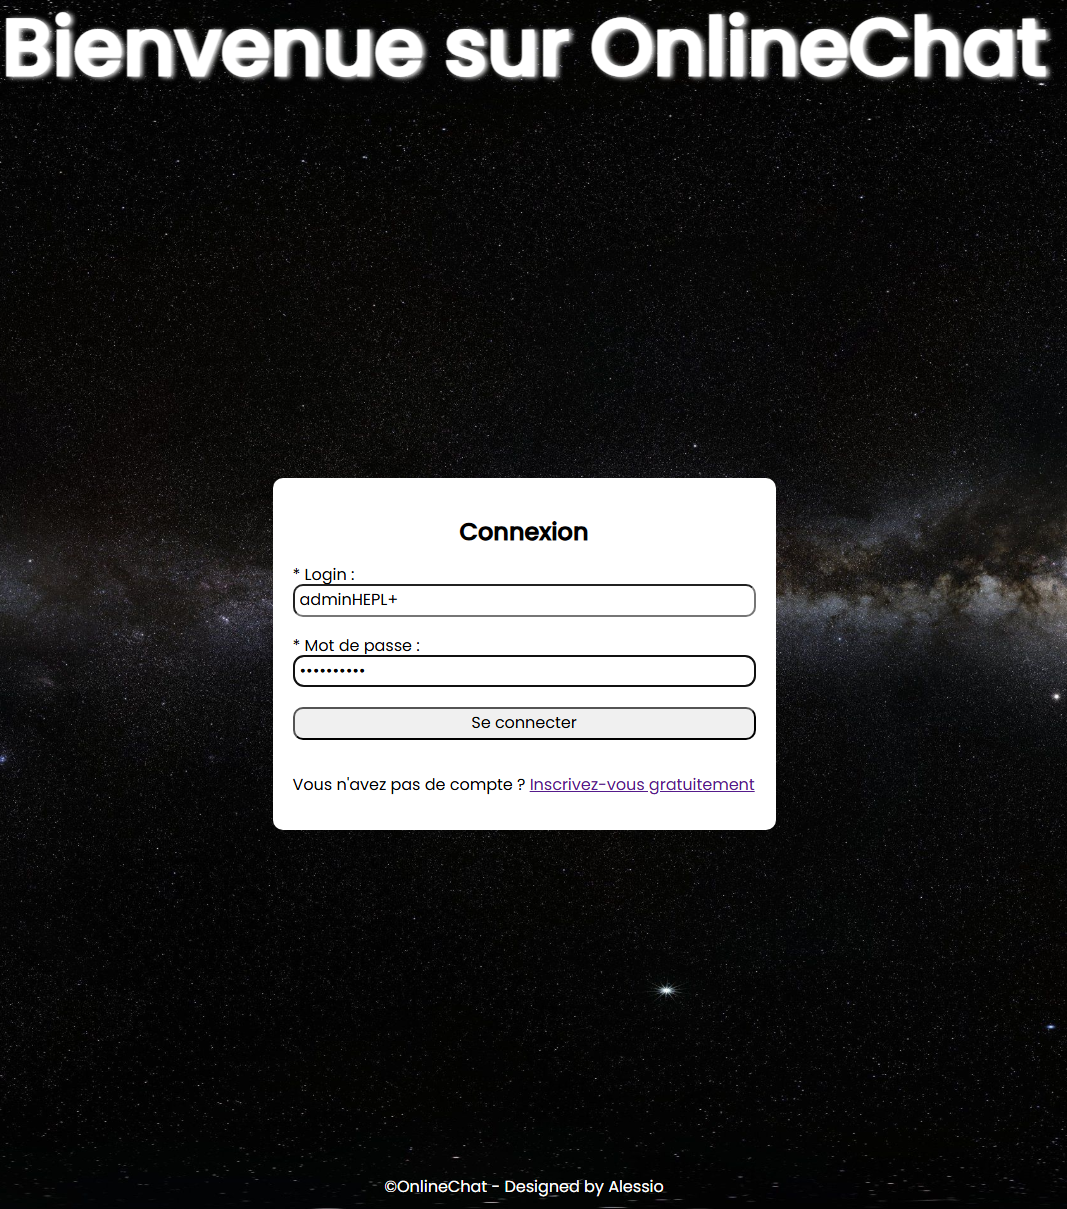 Bienvenue sur OnlineChat
Connexion
* Login :
adminHEPL+
* Mot de passe :
••••••••••
Se connecter
Vous n'avez pas de compte ? Inscrivez-vous gratuitement
©OnlineChat - Designed by Alessio